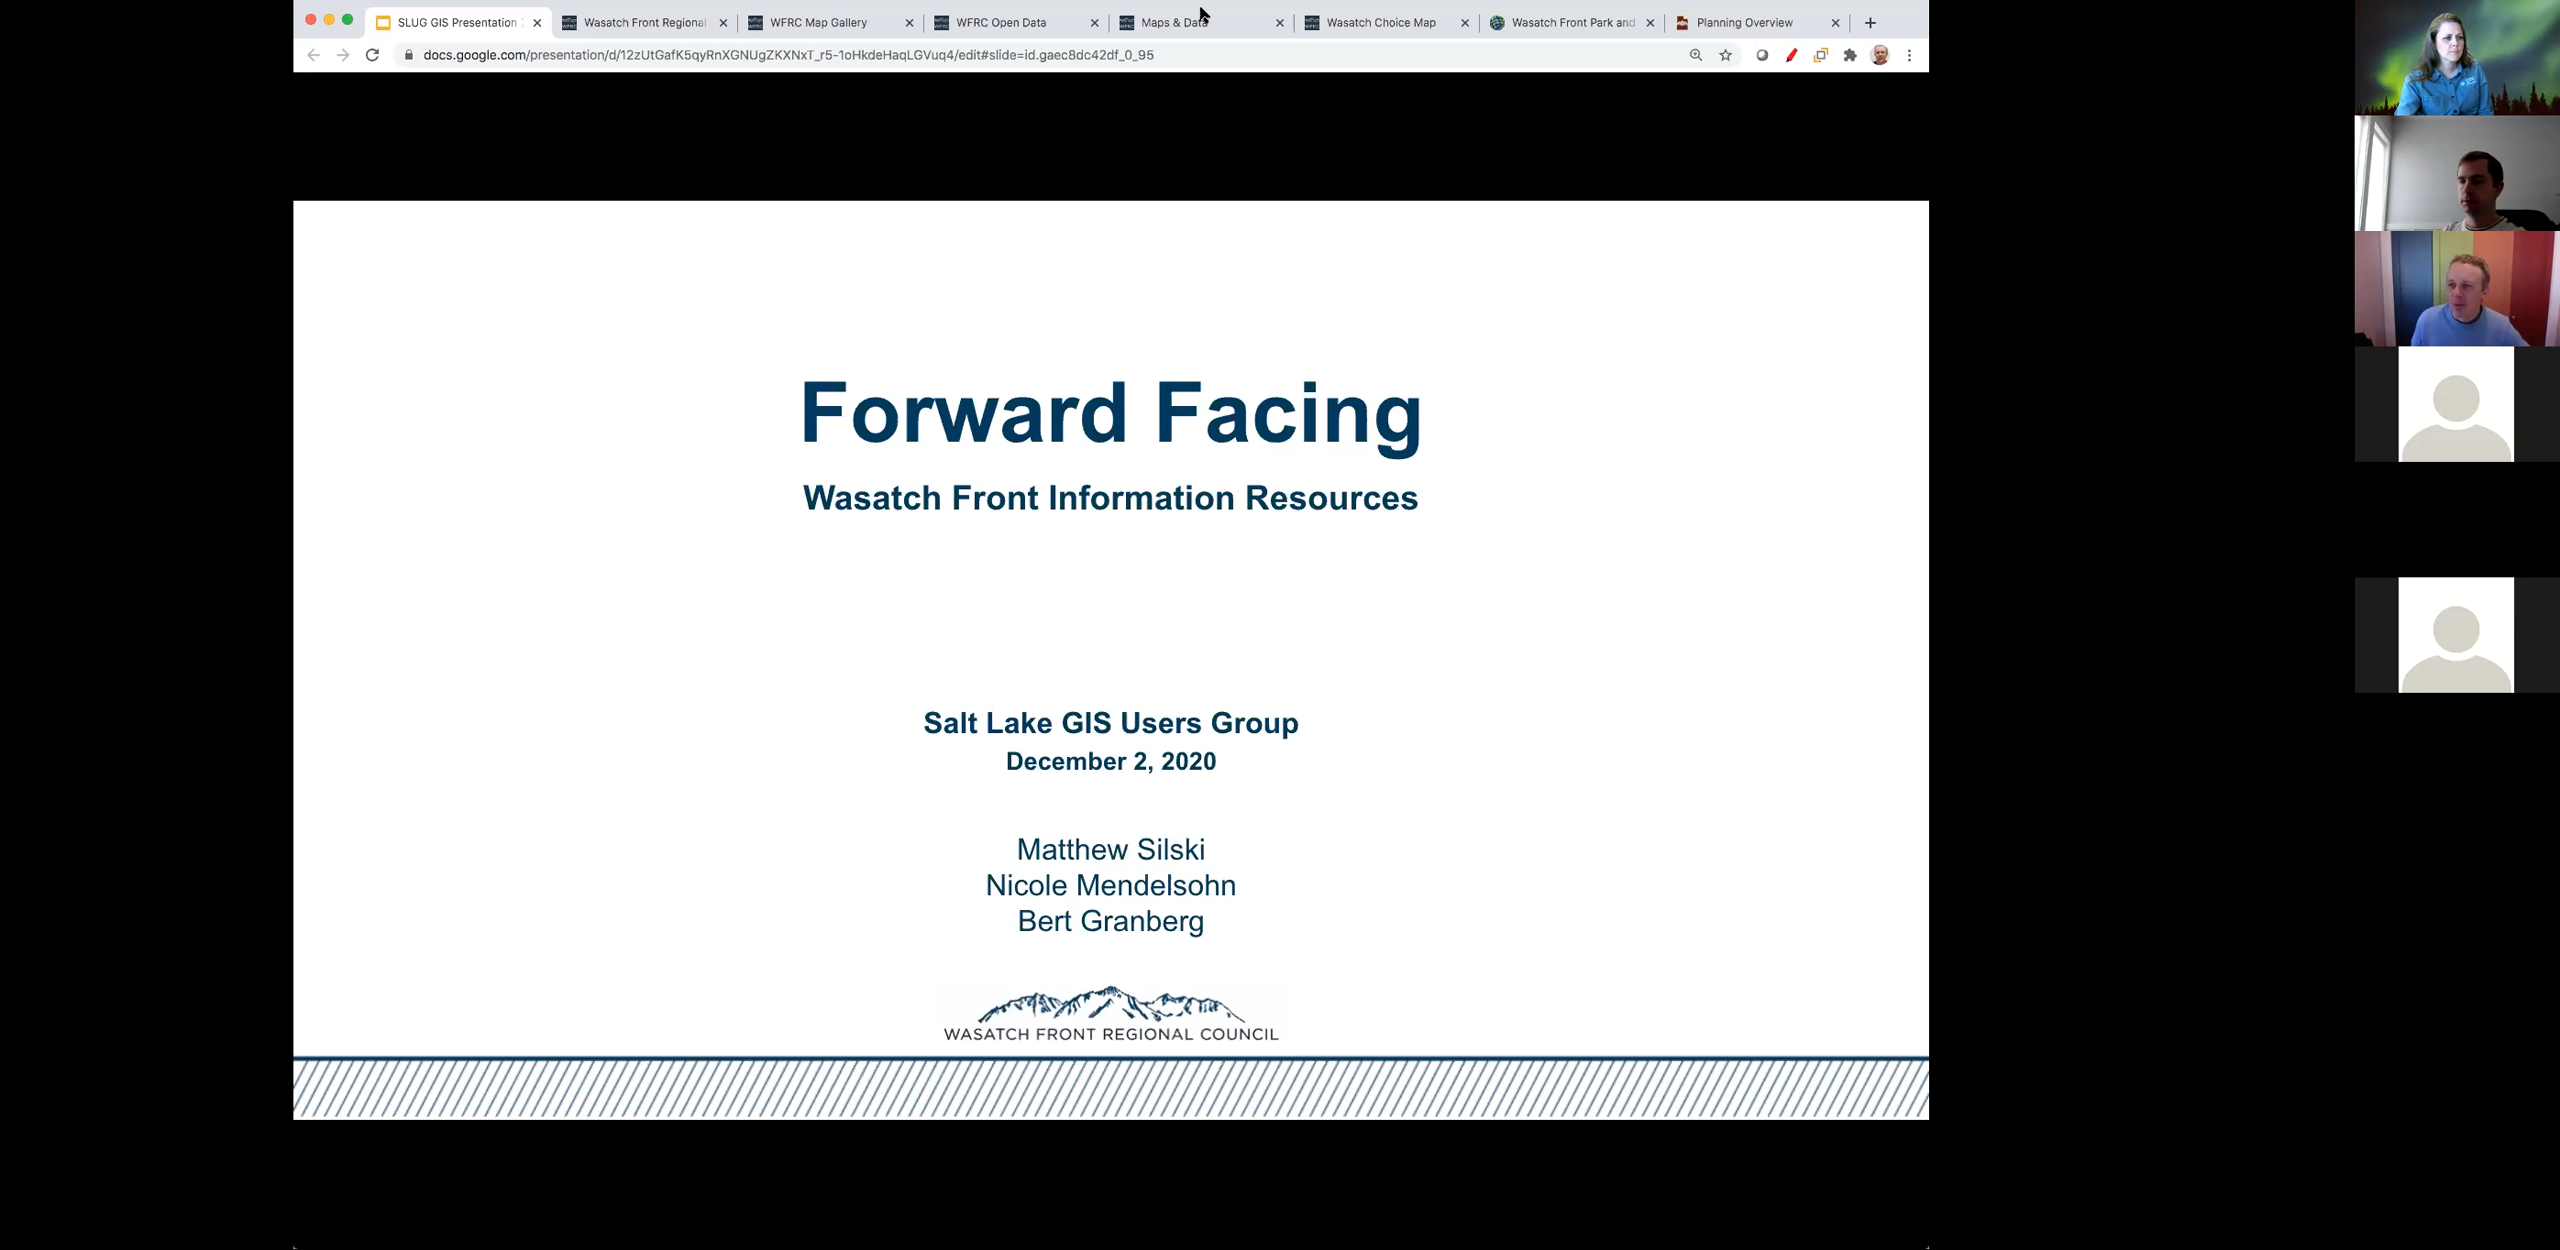 SLUG GIS Presentation
Wasatch Front Regional
WFRC Map Gallery
WFRC Open Data
Maps & Data
Wasatch Choice Map
Wasatch Front Park and
Planning Overview
docs.google.com/presentation/d/12zUtGafK5qyRnXGNUgZKXNxT_r5-1oHkdeHaqLGVuq4/edit#slide=id.gaec8dc42df_0_95
Forward Facing
Wasatch Front Information Resources
Salt Lake GIS Users Group
December 2, 2020
Matthew Silski
Nicole Mendelsohn
Bert Granberg
WASATCH FRONT REGIONAL COUNCIL